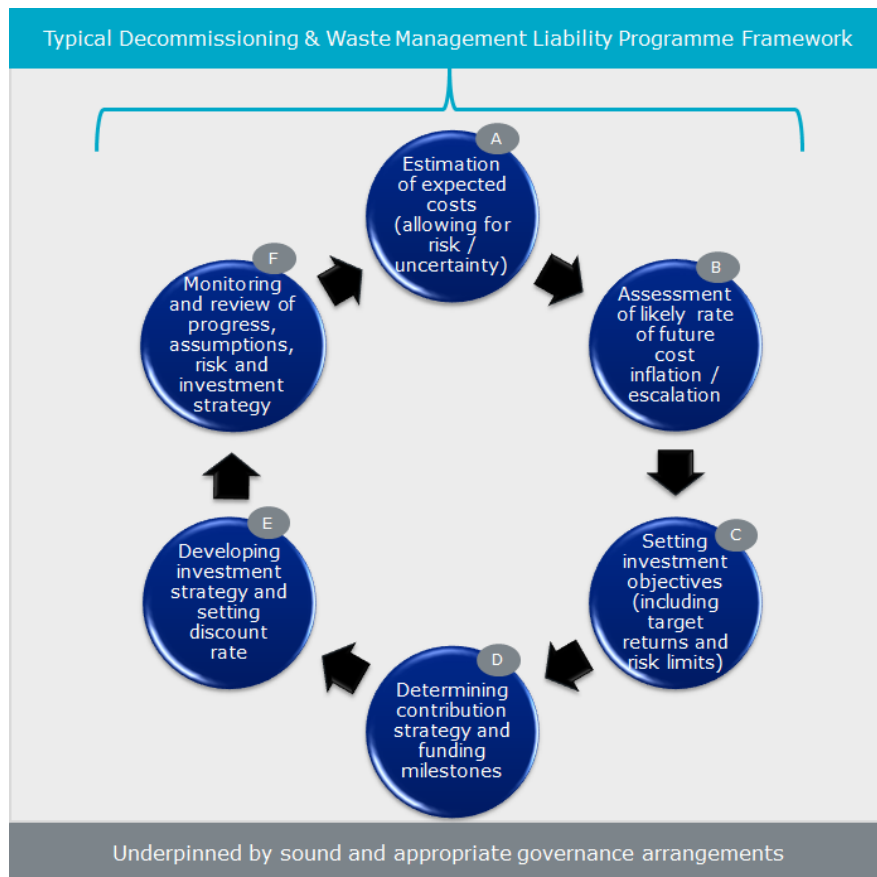 Typical Decommissioning & Waste Management Liability Programme Framework
A
Estimation
of expected
costs
(allowing for
risk /
uncertainty)
B
Assessment
of likely rate
of future
cost
inflation /
escalation
C
Setting
investment
objectives
(including
target
returns and
risk limits)
D
Determining
contribution
strategy and
funding
milestones
E
Developing
investment
strategy and
setting
discount
rate
F
Monitoring
and review of
progress,
assumptions,
risk and
investment
strategy
Underpinned by sound and appropriate governance arrangements